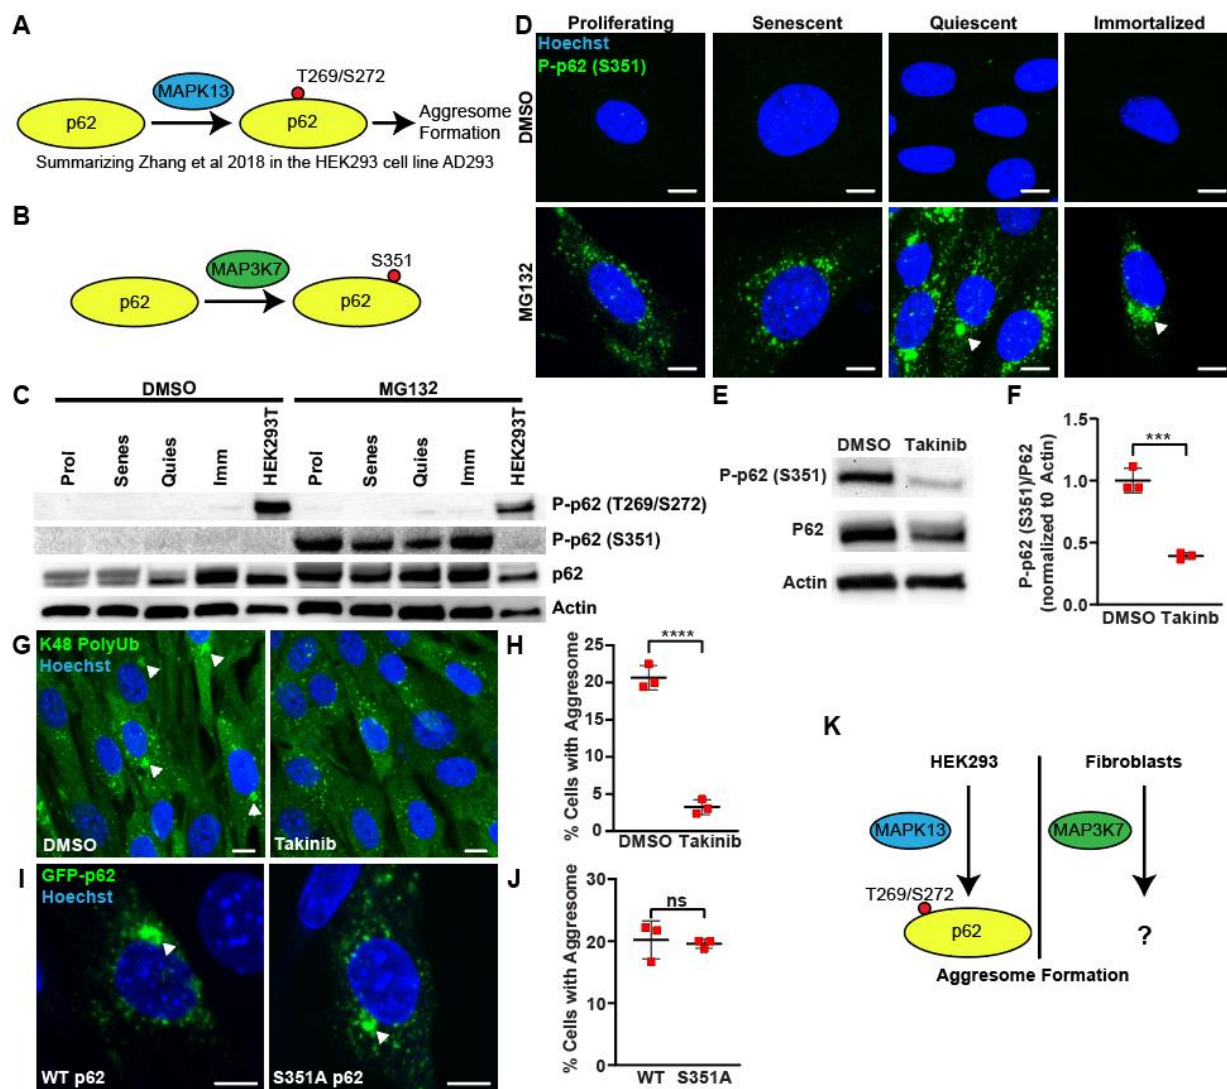 A
MAPK13
T269/S272
p62
p62
Aggresome
Formation
Summarizing Zhang et al 2018 in the HEK293 cell line AD293
B
MAP3K7
S351
p62
p62
C
DMSO
MG132
Prol
Senes
Quies
Imm
HEK293T
Prol
Senes
Quies
Imm
HEK293T
P-p62 (T269/S272)
P-p62 (S351)
p62
Actin
D
Proliferating
Senescent
Quiescent
Immortalized
Hoechst
P-p62 (S351)
DMSO
MG132
E
DMSO Takinib
P-p62 (S351)
P62
Actin
F
P-p62 (S351)/P62
(normalized t0 Actin)
1.5
1.0
0.5
0.0
***
DMSO Takinb
G
K48 PolyUb
Hoechst
DMSO
Takinib
H
% Cells with Aggresome
25
20
15
10
5
0
****
DMSO Takinib
I
GFP-p62
Hoechst
WT p62
S351A p62
J
% Cells with Aggresome
30
20
10
0
ns
WT S351A
K
HEK293
Fibroblasts
MAPK13
MAP3K7
T269/S272
p62
?
Aggresome Formation